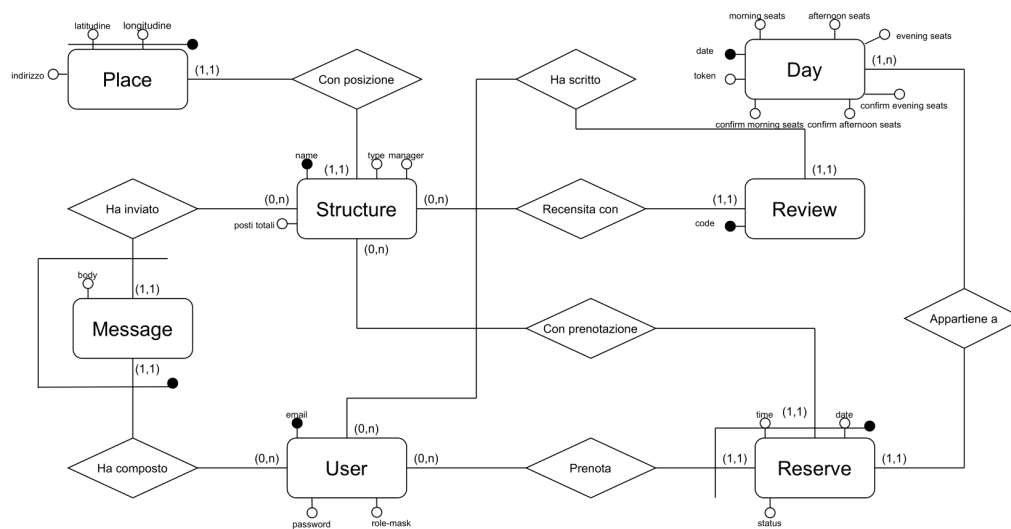 latitudine
longitudine
indirizzo
Place
(1,1)
Con posizione
Ha scritto
morning seats
afternoon seats
evening seats
date
token
Day
(1,n)
confirm evening seats
confirm morning seats
confirm afternoon seats
name
(1,1)
type
manager
(1,1)
Ha inviato
(0,n)
Structure
(0,n)
Recensita con
(1,1)
Review
posti totali
(0,n)
code
body
(1,1)
Message
(1,1)
Con prenotazione
Appartiene a
email
(0,n)
time
(1,1)
date
Ha composto
(0,n)
User
(0,n)
Prenota
(1,1)
Reserve
(1,1)
password
role-mask
status